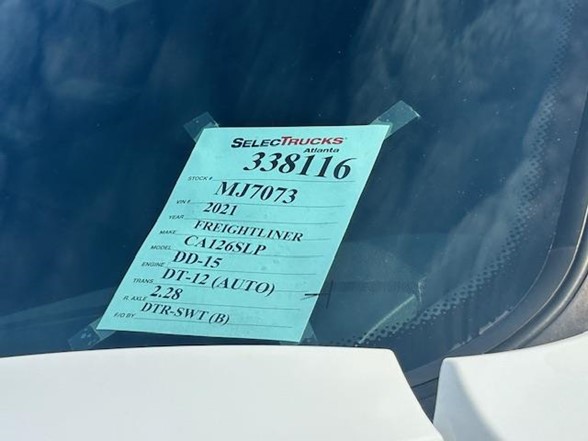 SELECTRUCKS
Atlanta
STOCK # 338116
VIN # MJ7073
YEAR 2021
MAKE FREIGHTLINER
MODEL CA126SLP
ENGINE DD-15
TRANS. DT-12 (AUTO)
R. AXLE 2.28
F/O BY DTR-SWT (B)